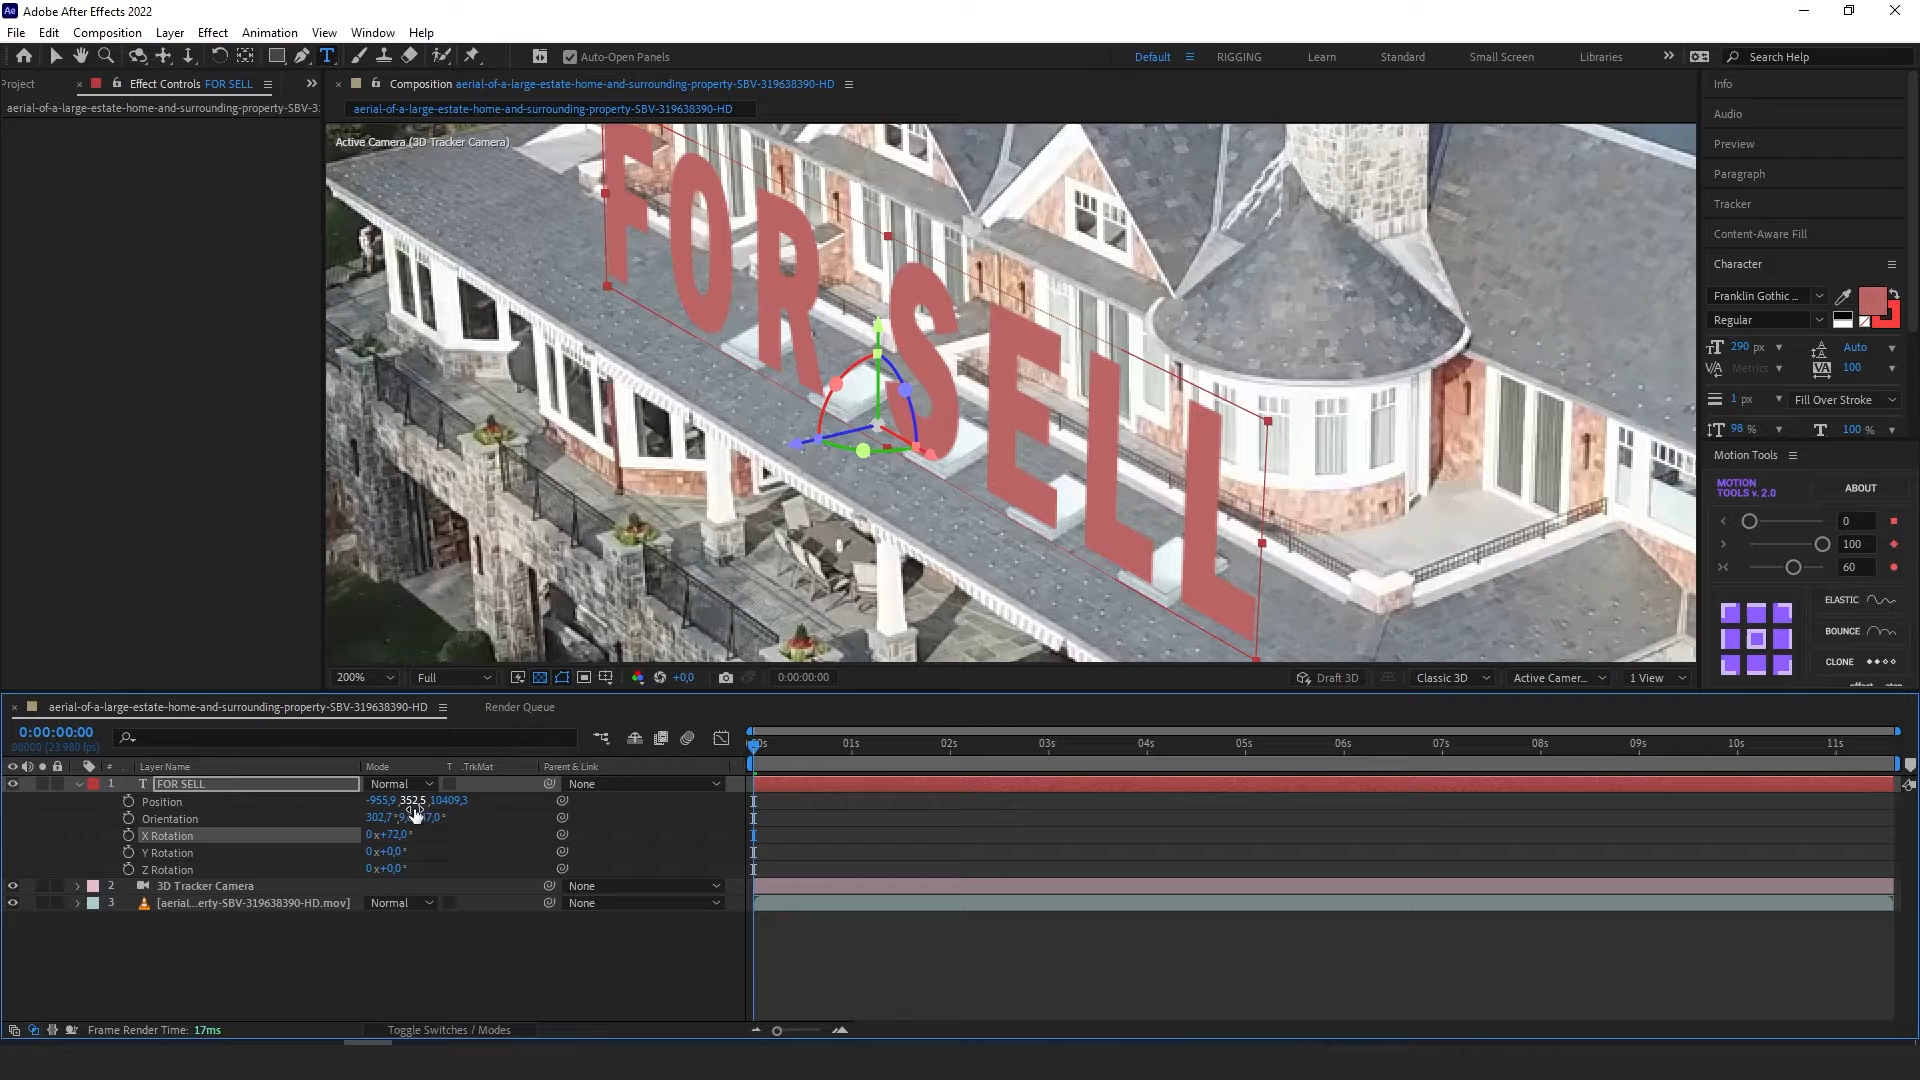 Adobe After Effects 2022
File Edit Composition Layer Effect Animation View Window Help
Auto-Open Panels Default RIGGING Learn Standard Small Screen Libraries Search Help
Project Effect Controls FOR SELL
Composition aerial-of-a-large-estate-home-and-surrounding-property-SBV-319638390-HD
aerial-of-a-large-estate-home-and-surrounding-property-SBV-3
aerial-of-a-large-estate-home-and-surrounding-property-SBV-319638390-HD
Active Camera (3D Tracker Camera)
FOR SELL
Info
Audio
Preview
Paragraph
Tracker
Content-Aware Fill
Character
Franklin Gothic ...
Regular
290 px Auto
Metrics 100
1 px Fill Over Stroke
98 % 100 %
Motion Tools
MOTION
TOOLS v. 2.0
ABOUT
0
100
60
ELASTIC
BOUNCE
CLONE
200% Full +0,0 0:00:00:00 Draft 3D Classic 3D Active Camer... 1 View
aerial-of-a-large-estate-home-and-surrounding-property-SBV-319638390-HD Render Queue
0:00:00:00
00000 (23.980 fps)
01s 02s 03s 04s 05s 06s 07s 08s 09s 10s 11s
# Layer Name Mode T .TrkMat Parent & Link
1 T FOR SELL Normal None
Position -955,9 ,352,5 ,10409,3
Orientation
X Rotation 0 x+72,0°
Y Rotation 0 x+0,0°
Z Rotation 0 x+0,0°
2 3D Tracker Camera None
3 [aerial...erty-SBV-319638390-HD.mov] Normal None
Frame Render Time: 17ms Toggle Switches / Modes